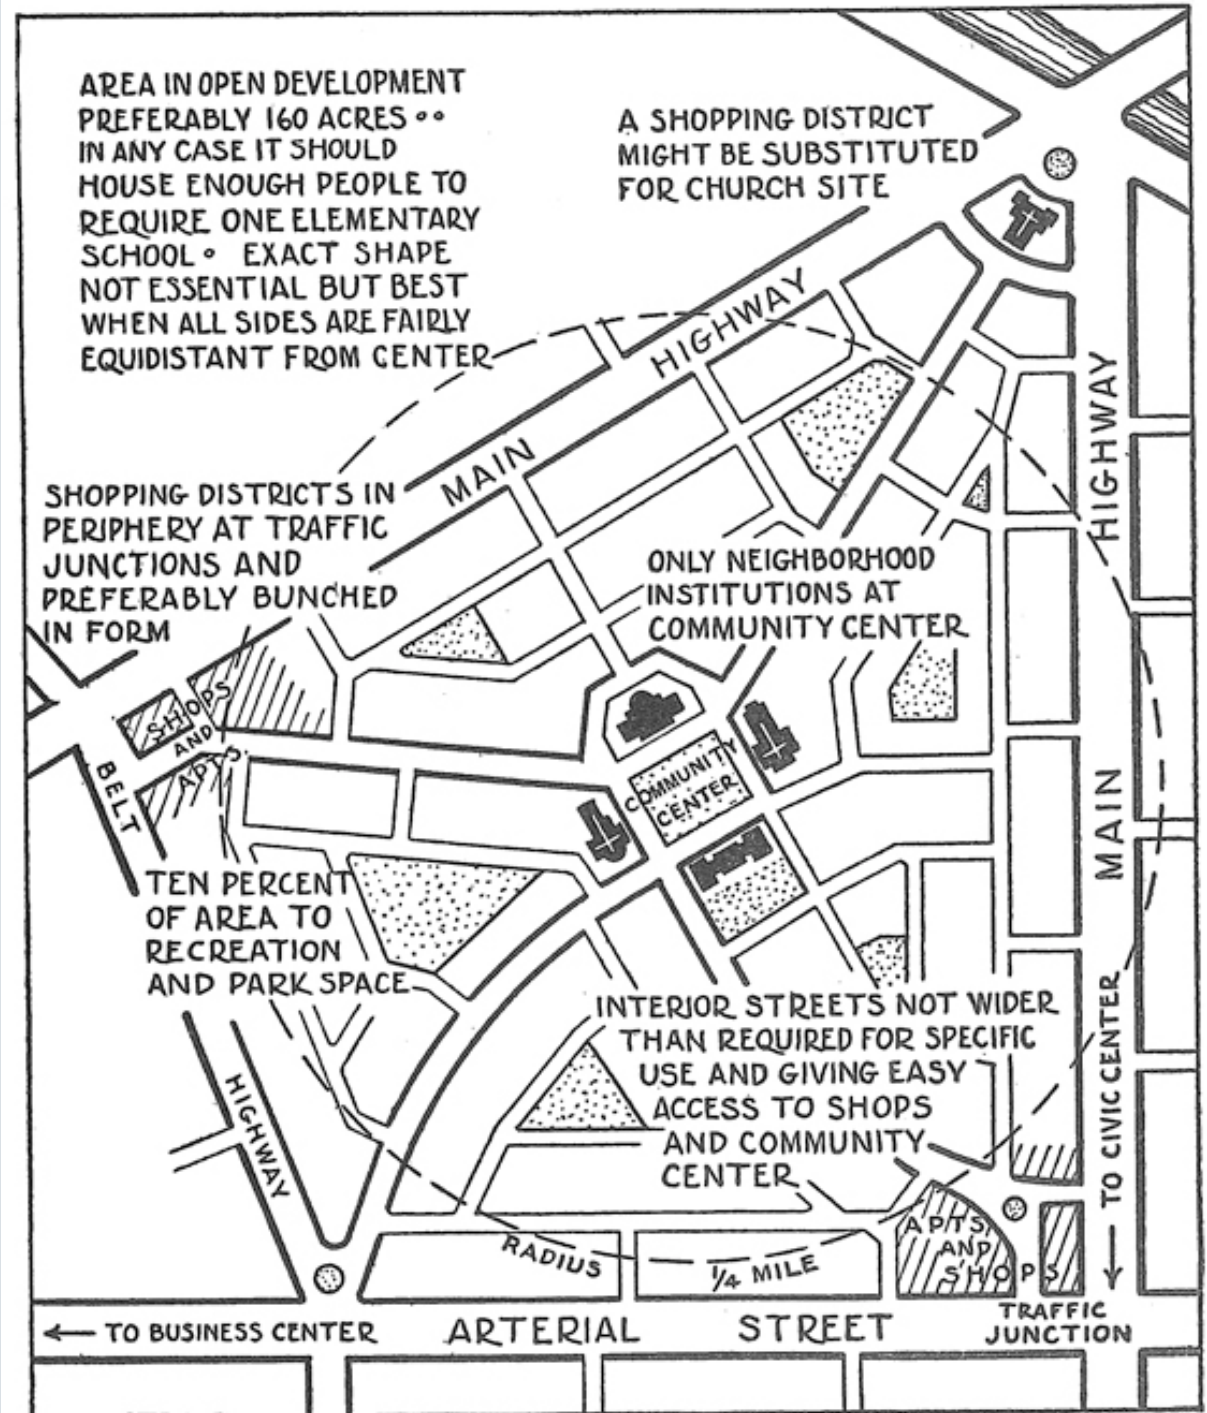 AREA IN OPEN DEVELOPMENT
PREFERABLY 160 ACRES
IN ANY CASE IT SHOULD
HOUSE ENOUGH PEOPLE TO
REQUIRE ONE ELEMENTARY
SCHOOL • EXACT SHAPE
NOT ESSENTIAL BUT BEST
WHEN ALL SIDES ARE FAIRLY
EQUIDISTANT FROM CENTER
A SHOPPING DISTRICT
MIGHT BE SUBSTITUTED
FOR CHURCH SITE
MAIN HIGHWAY
HIGHWAY
MAIN
SHOPPING DISTRICTS IN
PERIPHERY AT TRAFFIC
JUNCTIONS AND
PREFERABLY BUNCHED
IN FORM
ONLY NEIGHBORHOOD
INSTITUTIONS AT
COMMUNITY CENTER
SHOPS
AND
APTS.
BELT
HIGHWAY
COMMUNITY
CENTER
TEN PERCENT
OF AREA TO
RECREATION
AND PARK SPACE
INTERIOR STREETS NOT WIDER
THAN REQUIRED FOR SPECIFIC
USE AND GIVING EASY
ACCESS TO SHOPS
AND COMMUNITY
CENTER
TO CIVIC CENTER
APTS
AND
SHOPS
RADIUS 1/4 MILE
TRAFFIC
JUNCTION
← TO BUSINESS CENTER
ARTERIAL STREET